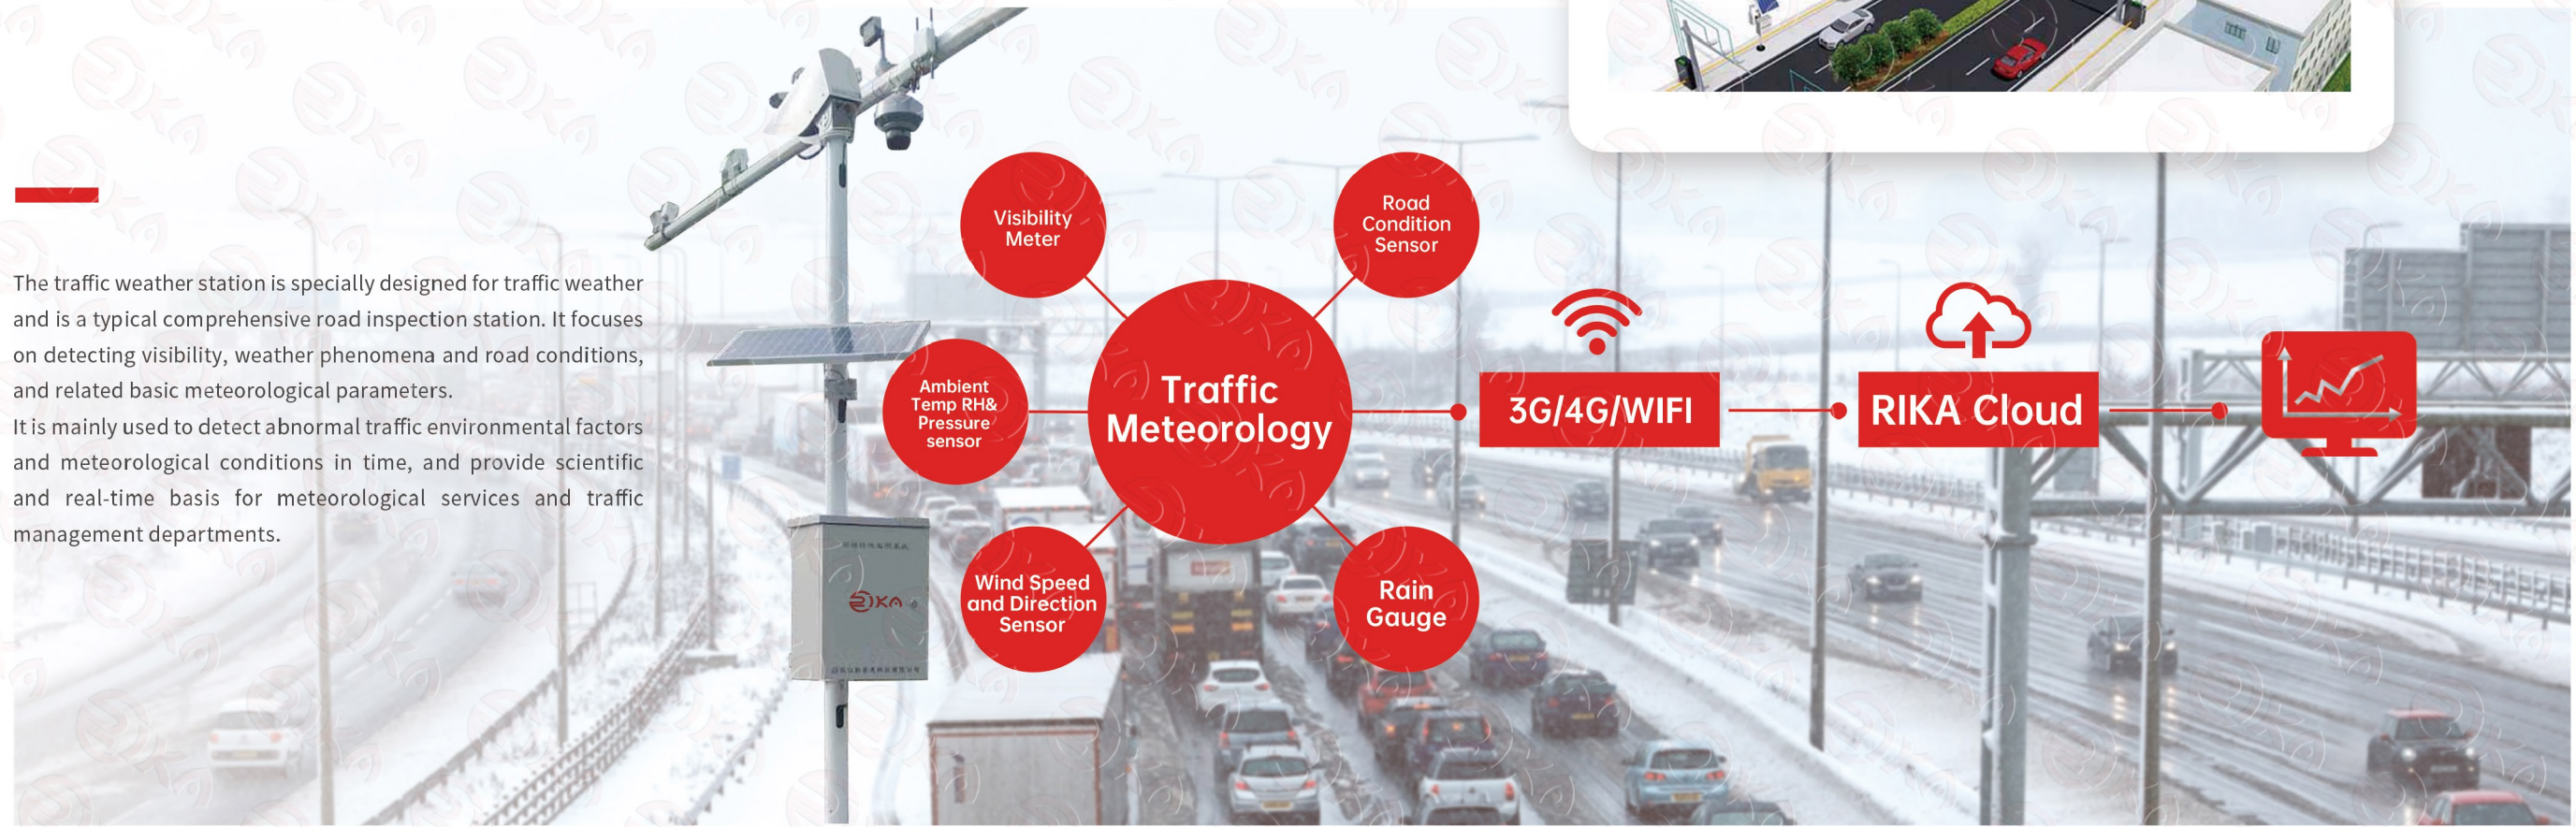 The traffic weather station is specially designed for traffic weather
and is a typical comprehensive road inspection station. It focuses
on detecting visibility, weather phenomena and road conditions,
and related basic meteorological parameters.
It is mainly used to detect abnormal traffic environmental factors
and meteorological conditions in time, and provide scientific
and real-time basis for meteorological services and traffic
management departments.
Visibility
Meter
Road
Condition
Sensor
Ambient
Temp RH&
Pressure
sensor
Traffic
Meteorology
Wind Speed
and Direction
Sensor
Rain
Gauge
3G/4G/WIFI
RIKA Cloud